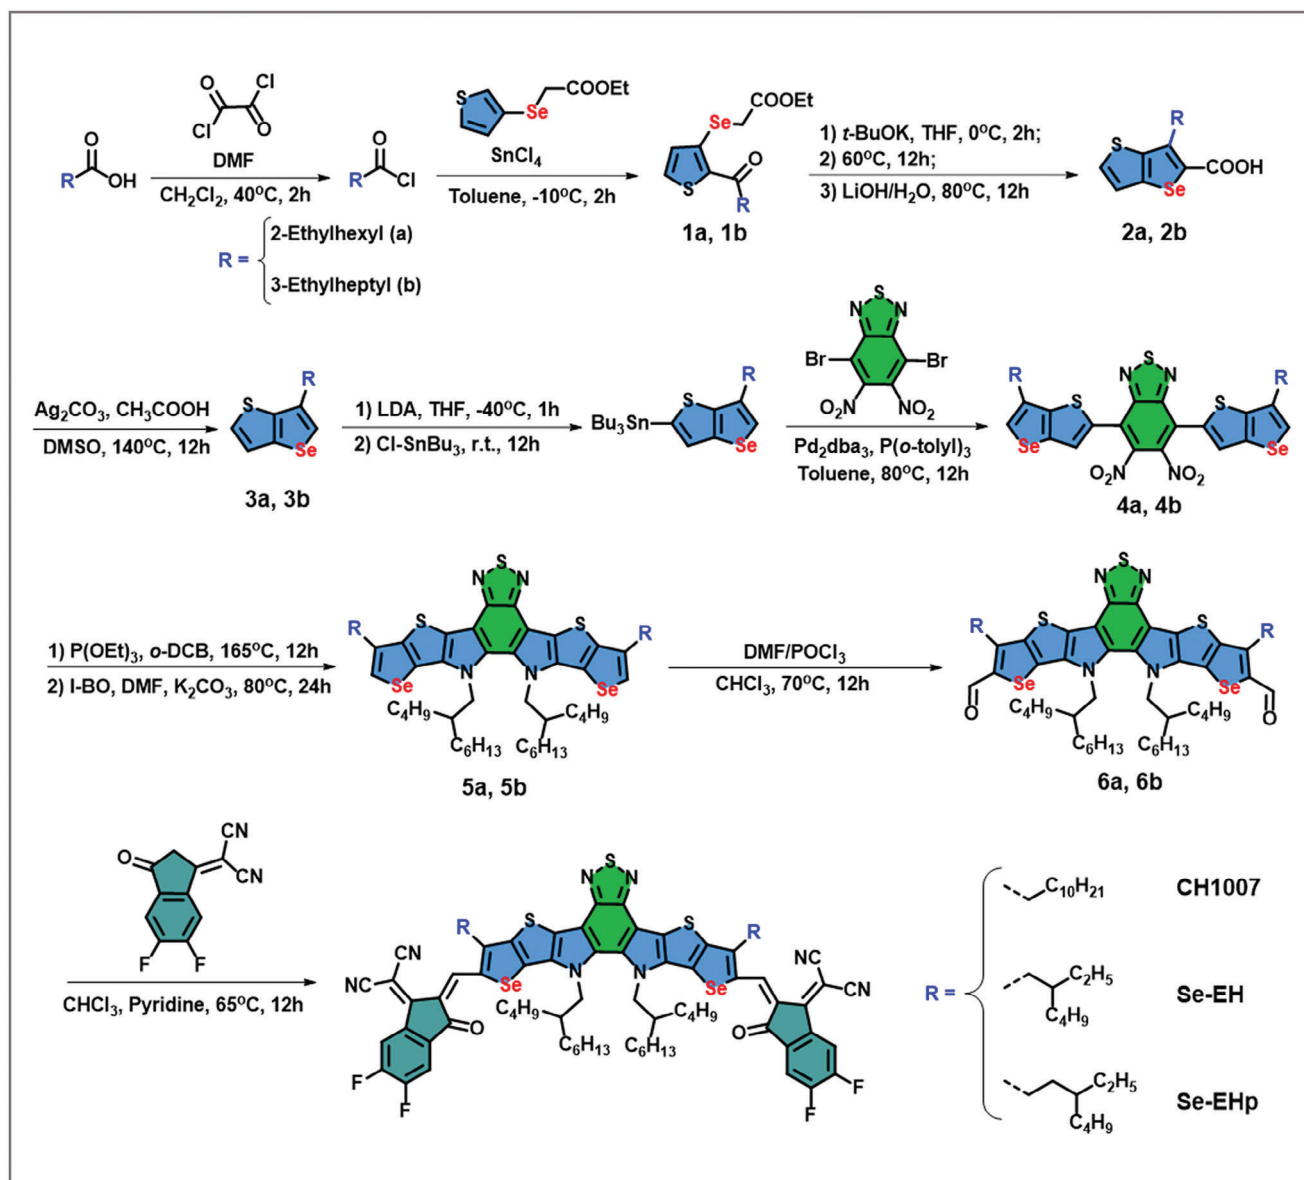 O Cl
Cl O
DMF
CH₂Cl₂, 40°C, 2h
R O OH
R O Cl
S Se COOEt
SnCl₄
Toluene, -10°C, 2h
COOEt
Se
S O
R
1a, 1b
1) t-BuOK, THF, 0°C, 2h;
2) 60°C, 12h;
3) LiOH/H₂O, 80°C, 12h
R
S COOH
Se
2a, 2b
R = 2-Ethylhexyl (a)
3-Ethylheptyl (b)
Ag₂CO₃, CH₃COOH
DMSO, 140°C, 12h
R
S
Se
3a, 3b
1) LDA, THF, -40°C, 1h
2) Cl-SnBu₃, r.t., 12h
R
S
Bu₃Sn
Se
S
N N
Br Br
NO₂ NO₂
Pd₂dba₃, P(o-tolyl)₃
Toluene, 80°C, 12h
S
R N N R
S S
Se Se
O₂N NO₂
4a, 4b
1) P(OEt)₃, o-DCB, 165°C, 12h
2) I-BO, DMF, K₂CO₃, 80°C, 24h
S
N N
R S S R
Se N N Se
C₄H₉ C₄H₉
C₆H₁₃ C₆H₁₃
5a, 5b
DMF/POCl₃
CHCl₃, 70°C, 12h
S
N N
R S S R
Se N N Se
O C₄H₉ C₄H₉ O
C₆H₁₃ C₆H₁₃
6a, 6b
CN
O CN
F F
CHCl₃, Pyridine, 65°C, 12h
S
N N
R S S R
CN CN
NC Se N N Se CN
O C₄H₉ C₄H₉ O
C₆H₁₃ C₆H₁₃
F F
F F
R =
C₁₀H₂₁ CH1007
C₂H₅ Se-EH
C₄H₉
C₂H₅ Se-EHp
C₄H₉